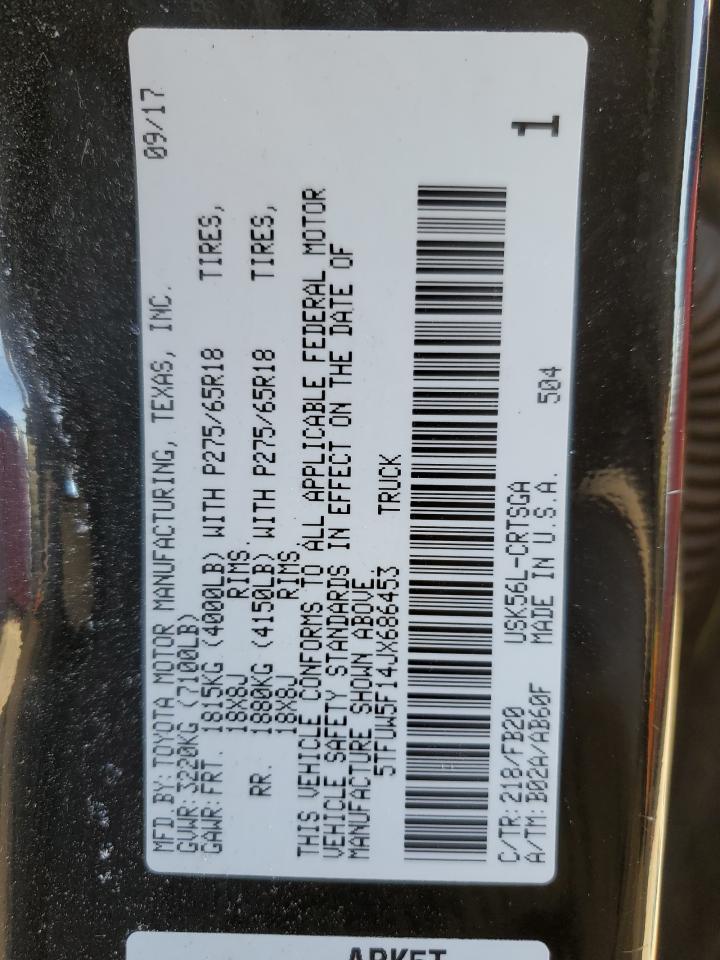 09/17
MFD BY: TOYOTA MOTOR MANUFACTURING, TEXAS, INC.
GVWR: 3220KG (7100LB)
GAWR: FRT. 1815KG (4000LB) WITH P275/65R18 TIRES,
18X8J RIMS.
RR. 1880KG (4150LB) WITH P275/65R18 TIRES,
18X8J RIMS
THIS VEHICLE CONFORMS TO ALL APPLICABLE FEDERAL MOTOR
VEHICLE SAFETY STANDARDS IN EFFECT ON THE DATE OF
MANUFACTURE SHOWN ABOVE.
5TFUW5F14JX686453 TRUCK
1
C/TR: 218/FB20 USK56L-CRTSGA
A/TM: B02A/AB60F MADE IN U.S.A. 504